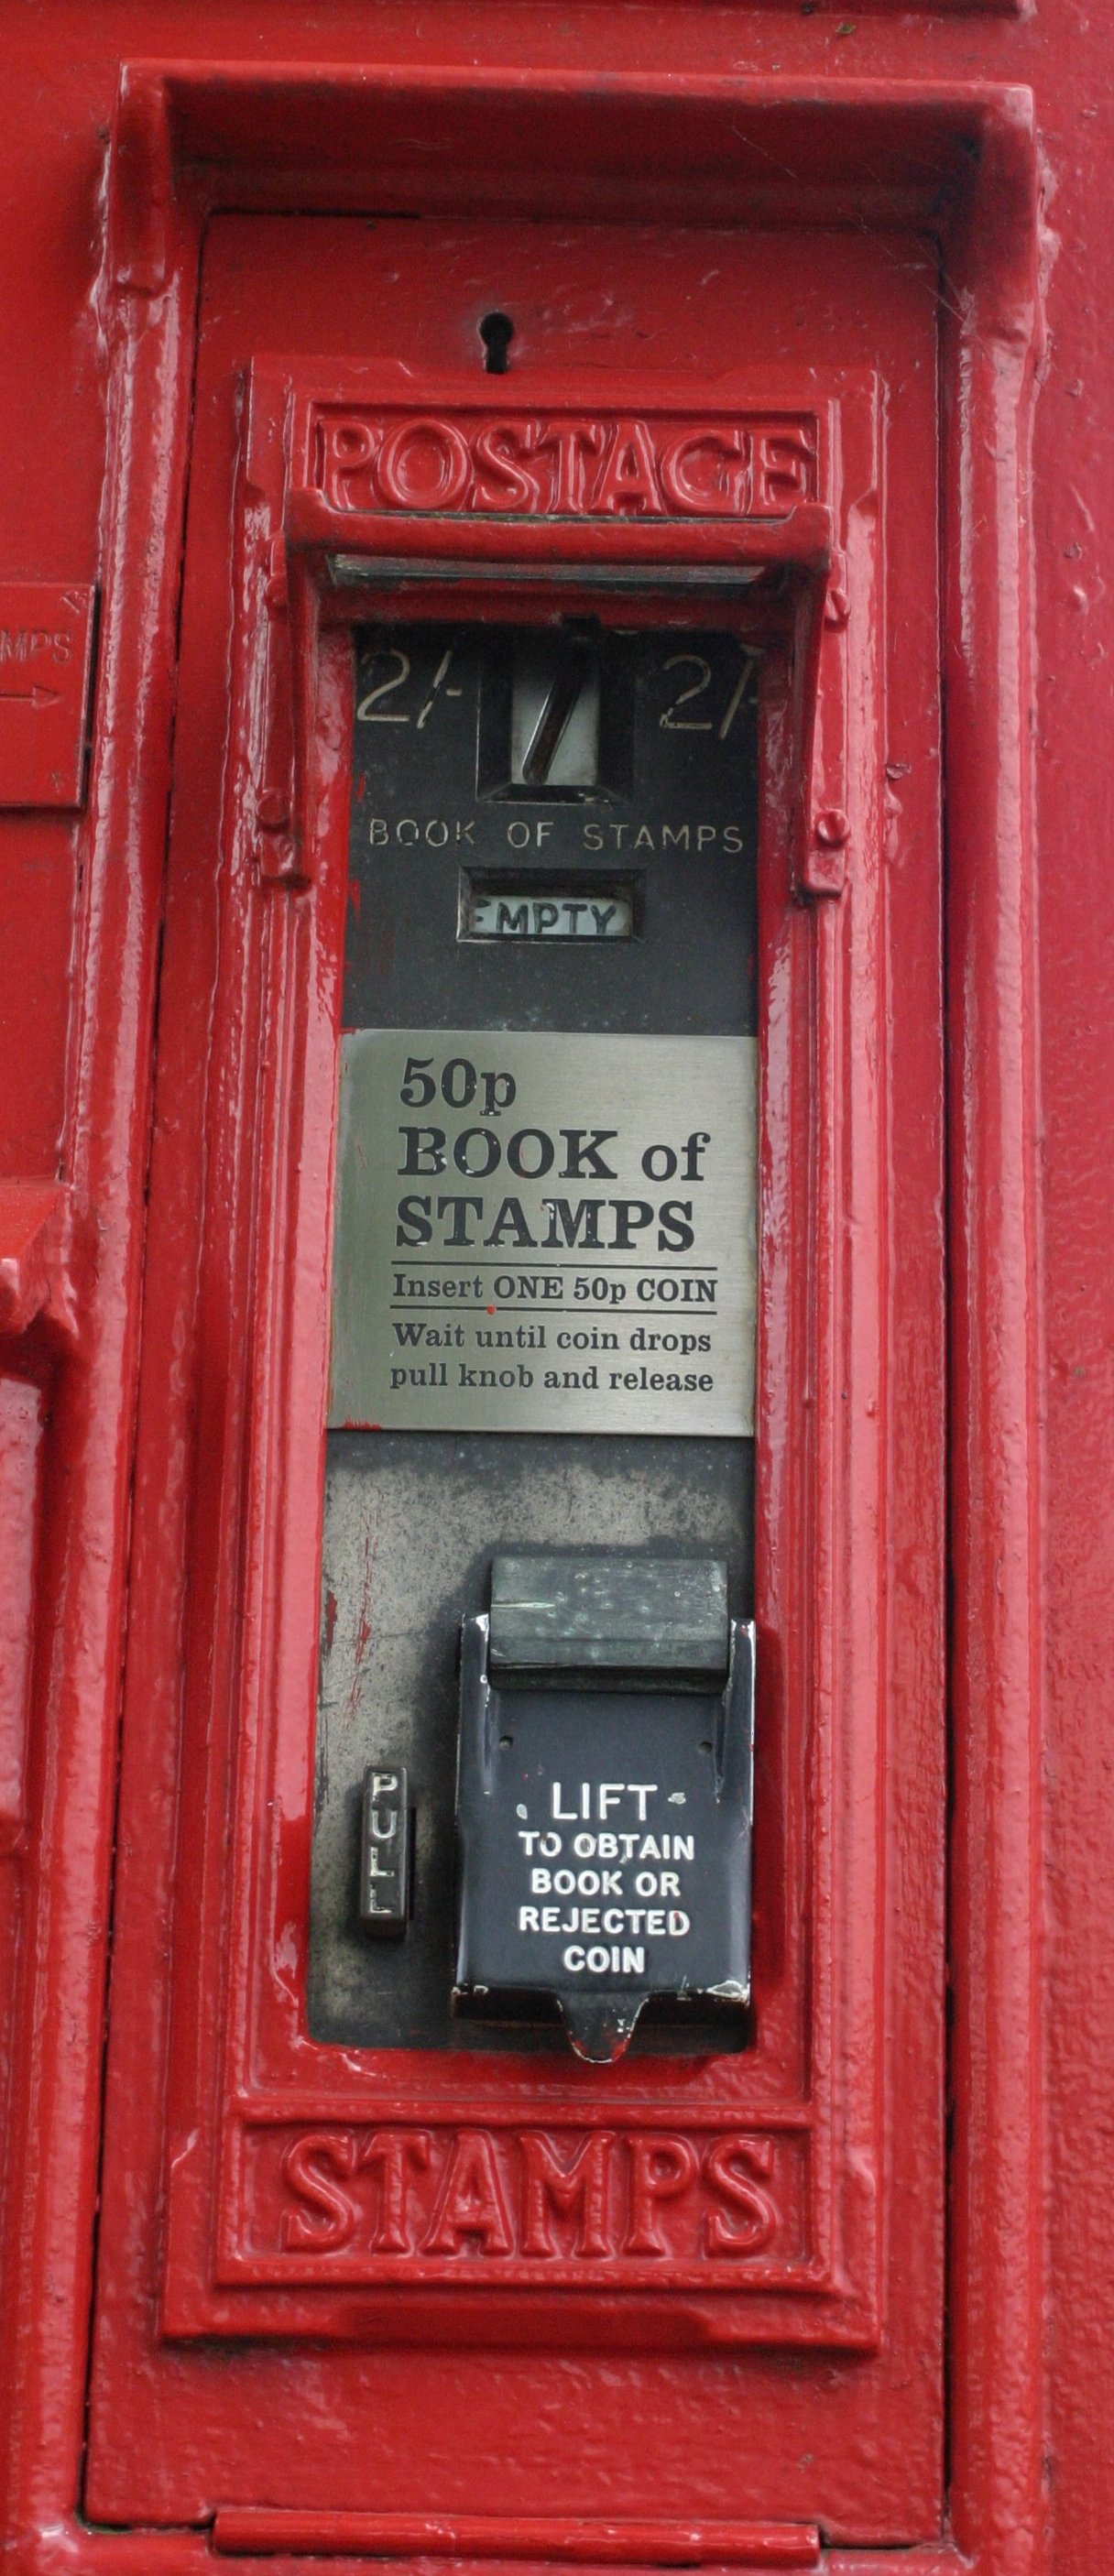 POSTAGE
MPS
2/- 2/-
BOOK OF STAMPS
EMPTY
50p
BOOK of
STAMPS
Insert ONE 50p COIN
Wait until coin drops
pull knob and release
PULL
LIFT
TO OBTAIN
BOOK OR
REJECTED
COIN
STAMPS